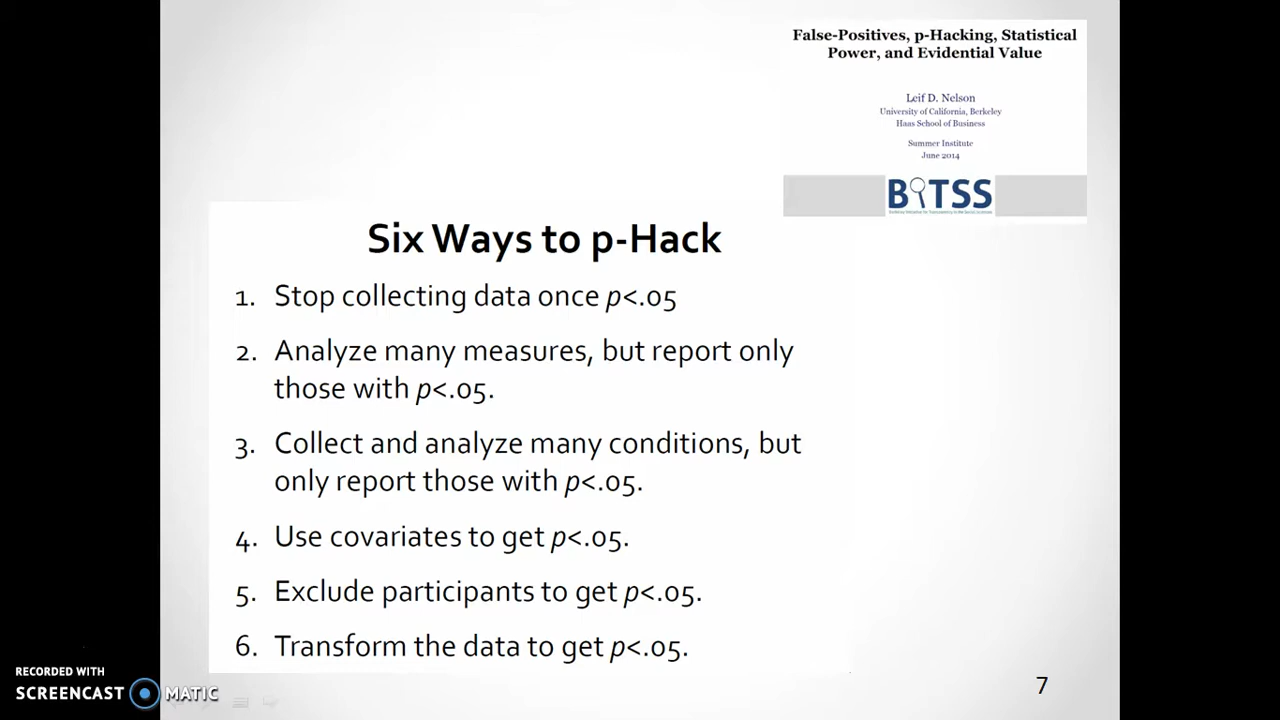 False-Positives, p-Hacking, Statistical
Power, and Evidential Value
Leif D. Nelson
University of California, Berkeley
Haas School of Business
Summer Institute
June 2014
BITSS
Six Ways to p-Hack
1. Stop collecting data once p<.05
2. Analyze many measures, but report only
those with p<.05.
3. Collect and analyze many conditions, but
only report those with p<.05.
4. Use covariates to get p<.05.
5. Exclude participants to get p<.05.
6. Transform the data to get p<.05.
RECORDED WITH
SCREENCAST MATIC
7